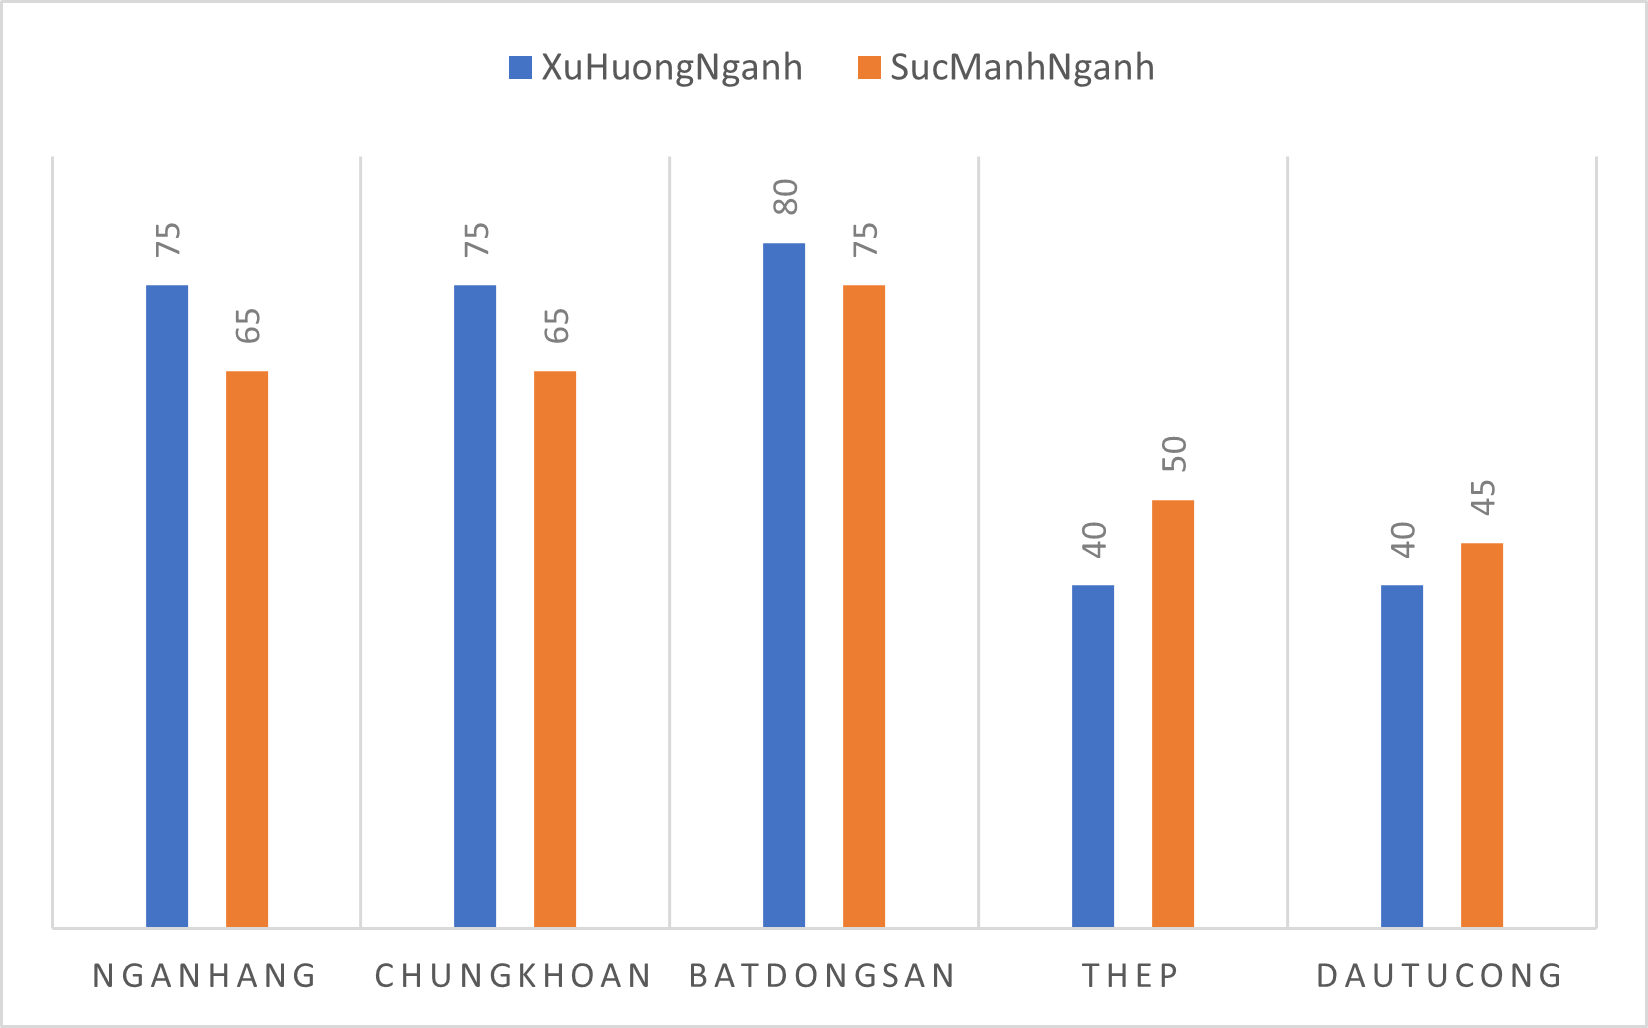 XuHuongNganh SucManhNganh
75 65 75 65 80 75 40 50 40 45
NGANHANG CHUNGKHOAN BATDONGSAN THEP DAUTUCONG